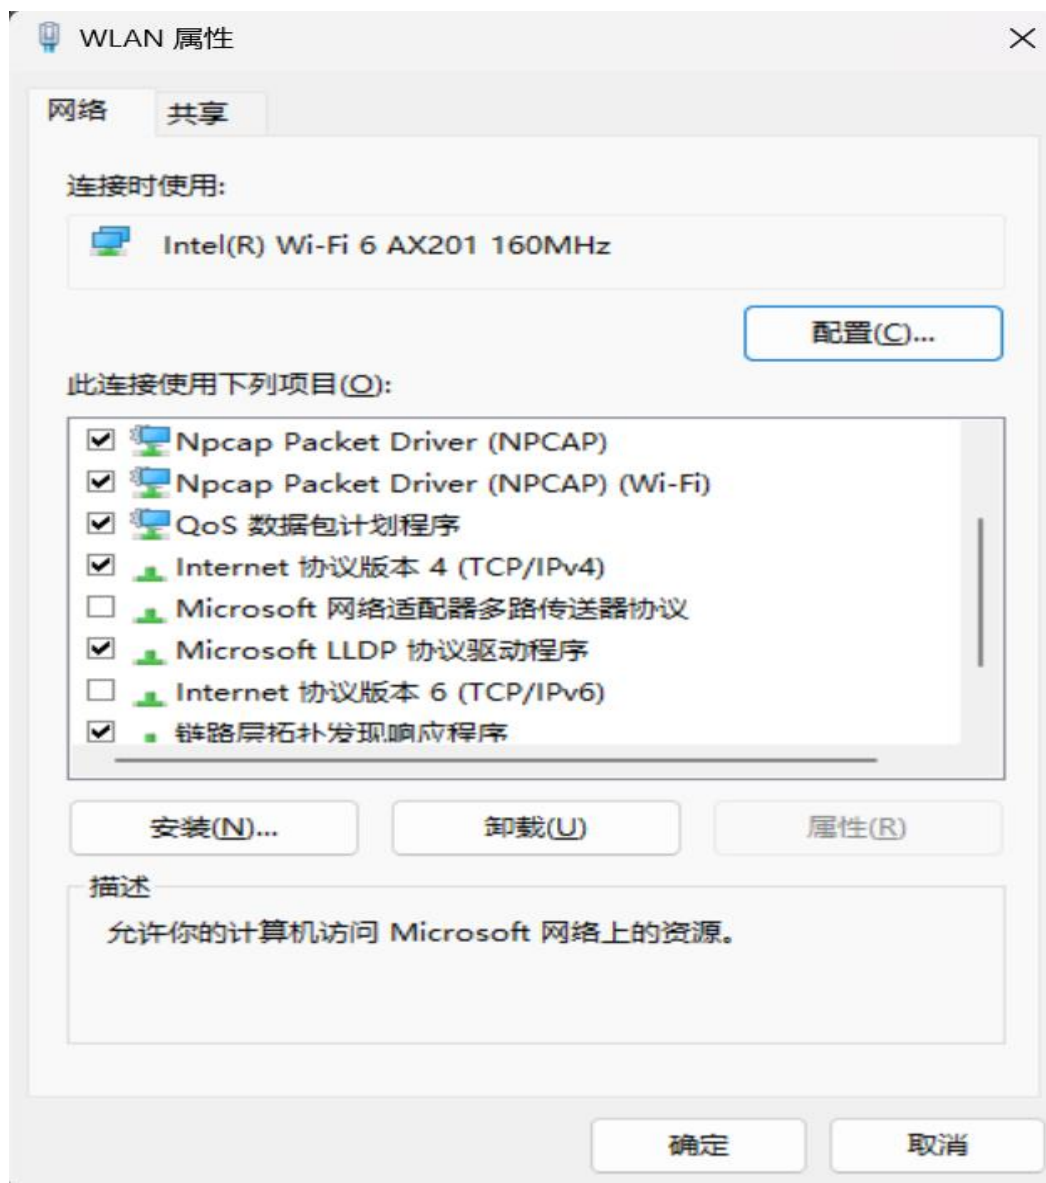 WLAN 属性
网络 共享
连接时使用:
Intel(R) Wi-Fi 6 AX201 160MHz
配置(C)...
此连接使用下列项目(O):
Npcap Packet Driver (NPCAP)
Npcap Packet Driver (NPCAP) (Wi-Fi)
QoS 数据包计划程序
Internet 协议版本 4 (TCP/IPv4)
Microsoft 网络适配器多路传送器协议
Microsoft LLDP 协议驱动程序
Internet 协议版本 6 (TCP/IPv6)
链路层拓扑发现响应程序
安装(N)... 卸载(U) 属性(R)
描述
允许你的计算机访问 Microsoft 网络上的资源。
确定 取消